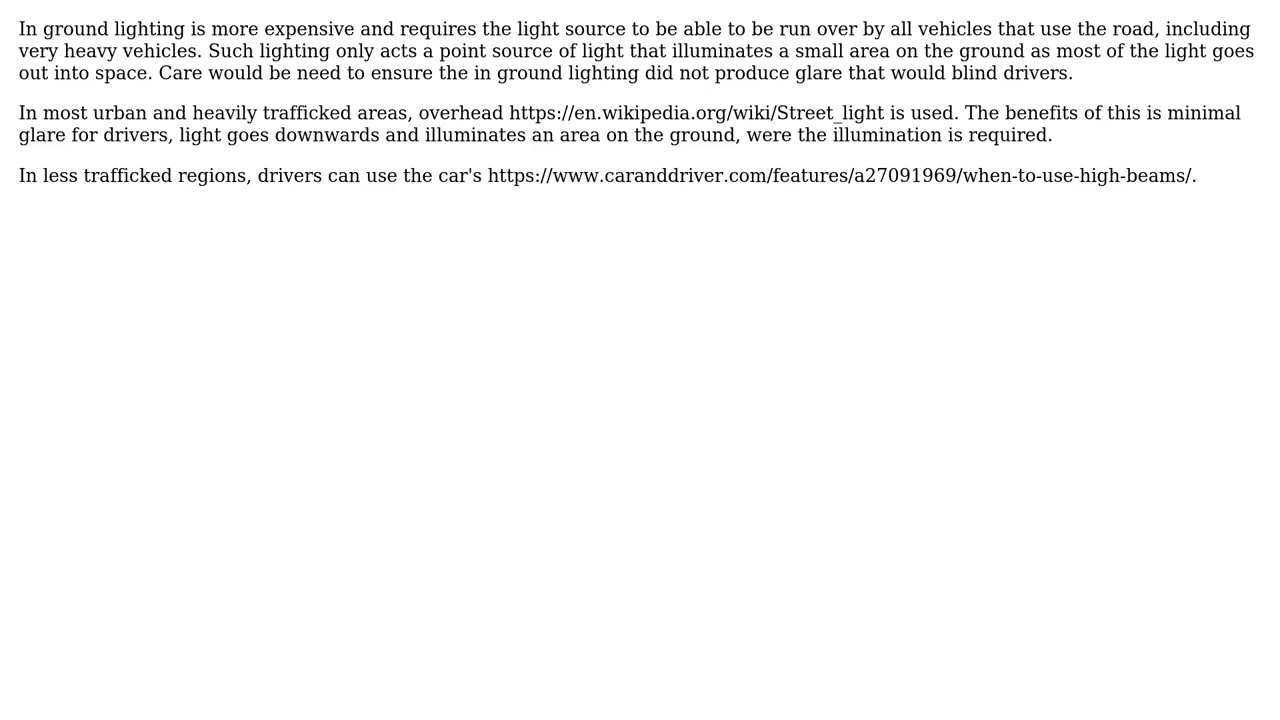 In ground lighting is more expensive and requires the light source to be able to be run over by all vehicles that use the road, including
very heavy vehicles. Such lighting only acts a point source of light that illuminates a small area on the ground as most of the light goes
out into space. Care would be need to ensure the in ground lighting did not produce glare that would blind drivers.
In most urban and heavily trafficked areas, overhead https://en.wikipedia.org/wiki/Street_light is used. The benefits of this is minimal
glare for drivers, light goes downwards and illuminates an area on the ground, were the illumination is required.
In less trafficked regions, drivers can use the car's https://www.caranddriver.com/features/a27091969/when-to-use-high-beams/.